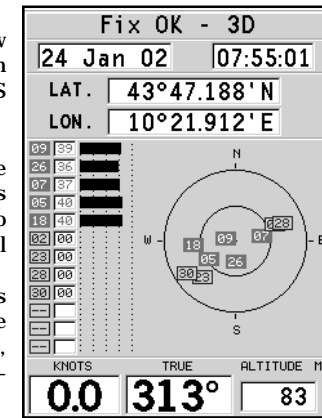 Fix OK - 3D
24 Jan 02 07:55:01
LAT. 43°47.188'N
LON. 10°21.912'E
09 39
26 36
07 37
05 40
18 40
02 00
23 00
28 00
30 00
--
--
--
N
W
E
S
28
07
09
18
05
26
30
23
KNOTS TRUE ALTITUDE M
0.0 313° 83